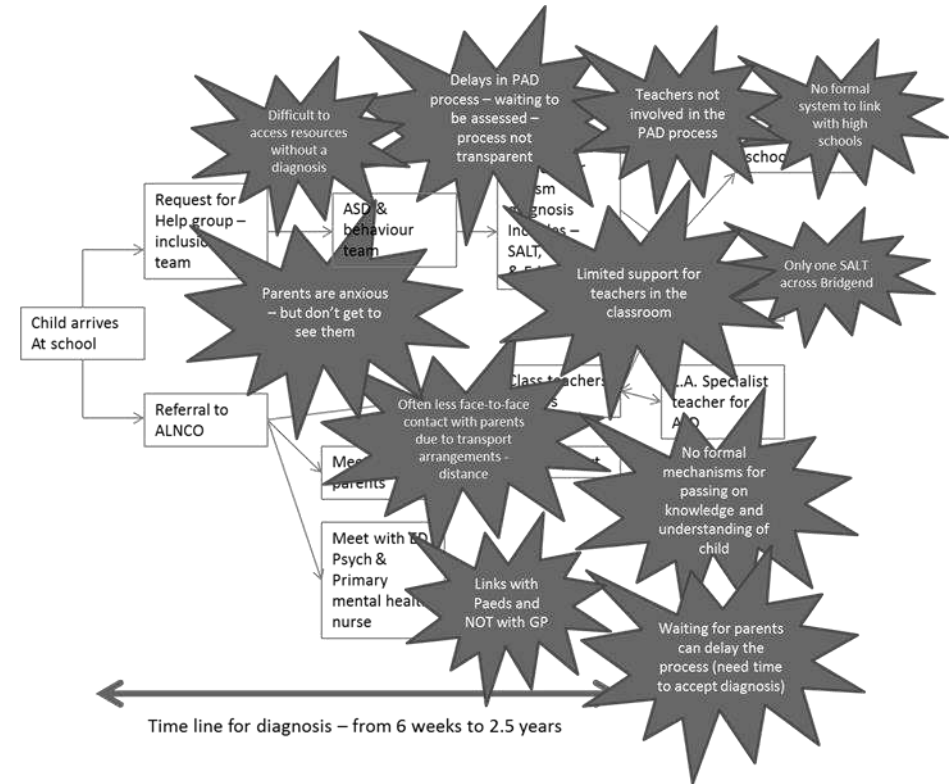 Difficult to
access resources
without a
diagnosis
Delays in PAD
process – waiting to
be assessed –
process not
transparent
Teachers not
involved in the
PAD process
No formal
system to link
with high
schools
Request for
Help group –
team
ASD &
behaviour
team
SALT,
Parents are anxious
– but don't get to
see them
Limited support for
teachers in the
classroom
Only one SALT
across Bridgend
Child arrives
At school
Referral to
ALNCO
Often less face-to-face
contact with parents
due to transport
arrangements -
distance
Class teachers
L.A. Specialist
teacher for
parents
No formal
mechanisms for
passing on
knowledge and
understanding of
child
Meet with ED
Psych &
Primary
mental health
nurse
Links with
Paeds and
NOT with GP
Waiting for parents
can delay the
process (need time
to accept diagnosis)
Time line for diagnosis – from 6 weeks to 2.5 years